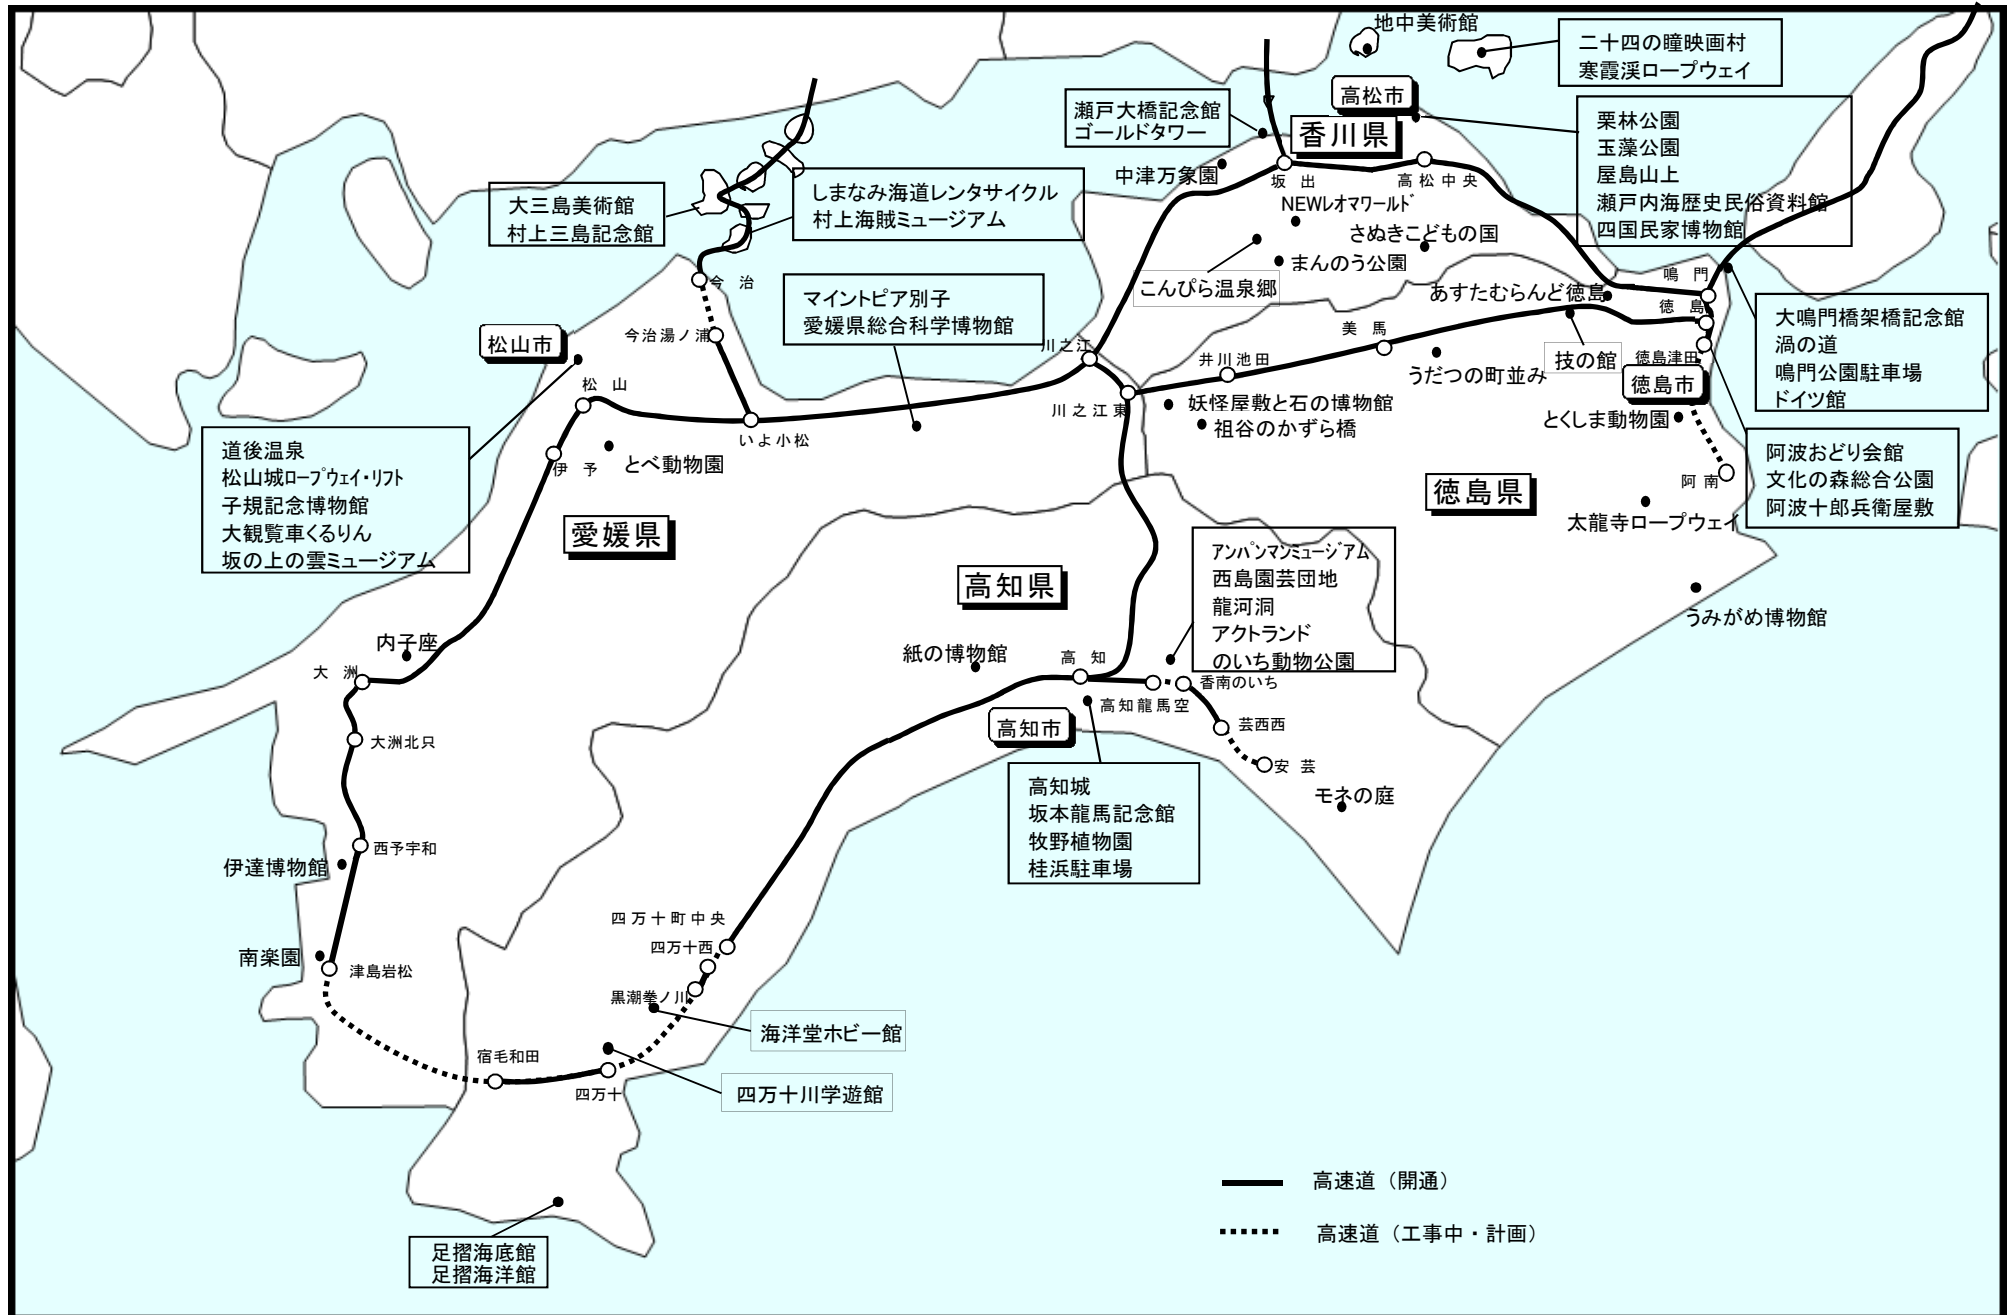 地中美術館
二十四の瞳映画村
寒霞渓ロープウェイ
高松市
瀬戸大橋記念館
ゴールドタワー
香川県
栗林公園
玉藻公園
屋島山上
瀬戸内海歴史民俗資料館
四国民家博物館
中津万象園
坂出
高松中央
NEWレオマワールド
さぬきこどもの国
まんのう公園
こんぴら温泉郷
大三島美術館
村上三島記念館
しまなみ海道レンタサイクル
村上海賊ミュージアム
今治
今治湯ノ浦
マイントピア別子
愛媛県総合科学博物館
鳴門
徳島
あすたむらんど徳島
大鳴門橋架橋記念館
渦の道
鳴門公園駐車場
ドイツ館
美馬
技の館
徳島津田
徳島市
松山市
川之江
井川池田
うだつの町並み
松山
川之江東
妖怪屋敷と石の博物館
祖谷のかずら橋
とくしま動物園
いよ小松
道後温泉
松山城ロープウェイ・リフト
子規記念博物館
大観覧車くるりん
坂の上の雲ミュージアム
伊予
とべ動物園
阿波おどり会館
文化の森総合公園
阿波十郎兵衛屋敷
阿南
徳島県
太龍寺ロープウェイ
愛媛県
高知県
アンパンマンミュージアム
西島園芸団地
龍河洞
アクトランド
のいち動物公園
うみがめ博物館
内子座
紙の博物館
高知
大洲
香南のいち
高知龍馬空
高知市
芸西西
大洲北只
安芸
モネの庭
高知城
坂本龍馬記念館
牧野植物園
桂浜駐車場
西予宇和
伊達博物館
四万十町中央
四万十西
南楽園
津島岩松
黒潮拳ノ川
海洋堂ホビー館
宿毛和田
四万十
四万十川学遊館
高速道（開通）
高速道（工事中・計画）
足摺海底館
足摺海洋館